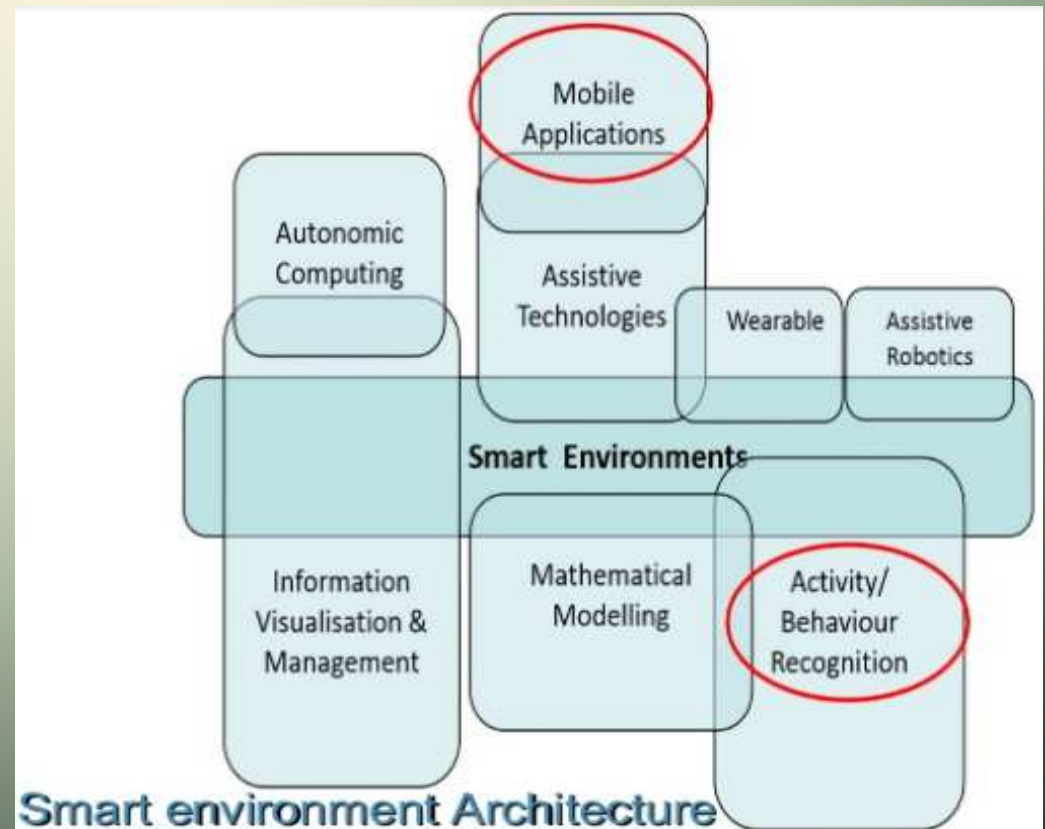 Mobile
Applications
Autonomic
Computing
Assistive
Technologies
Wearable
Assistive
Robotics
Smart Environments
Information
Visualisation &
Management
Mathematical
Modelling
Activity/
Behaviour
Recognition
Smart environment Architecture